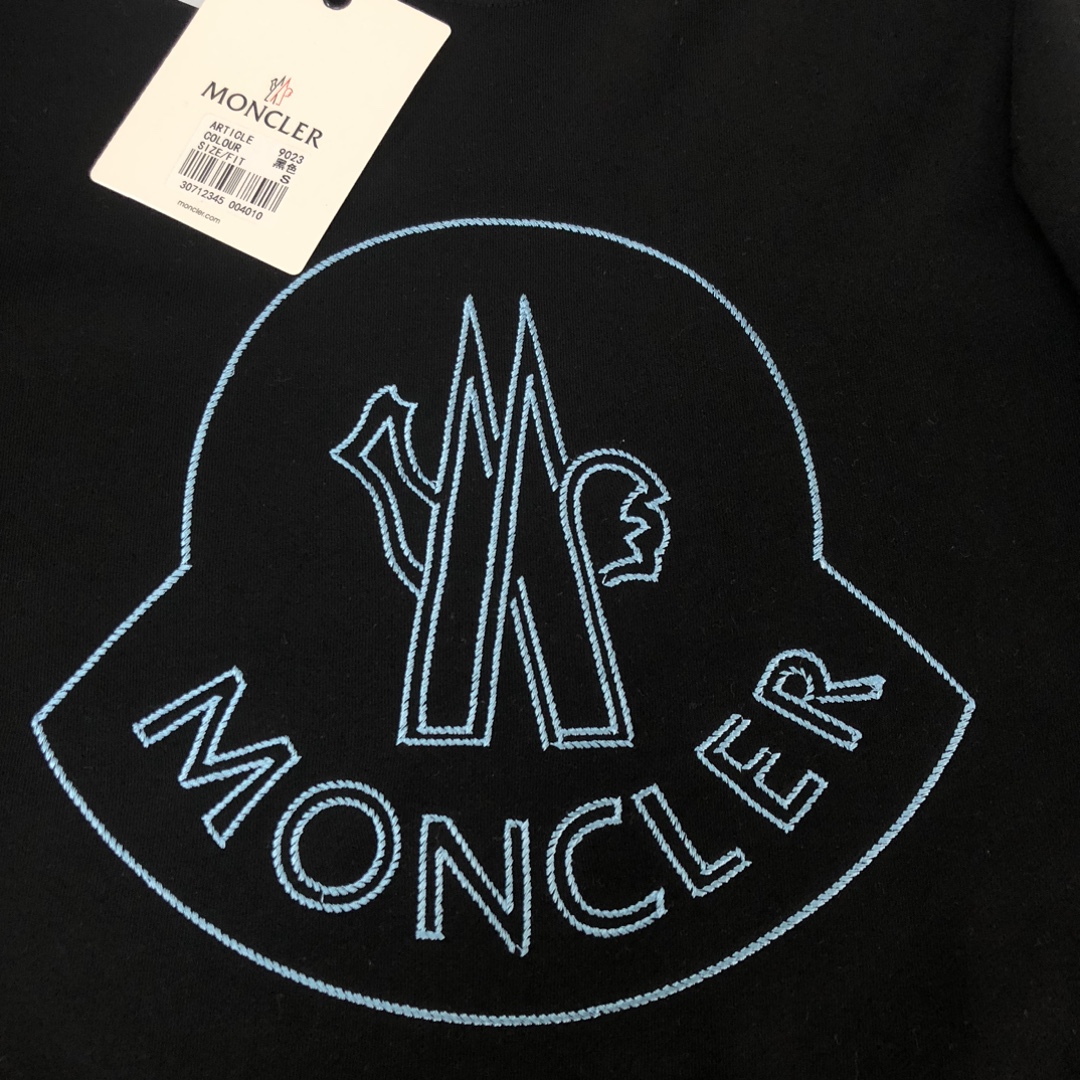 MONCLER
ARTICLE 9023
COLOUR 黑色
SIZE/FIT S
30712345 004010
moncler.com
MONCLER